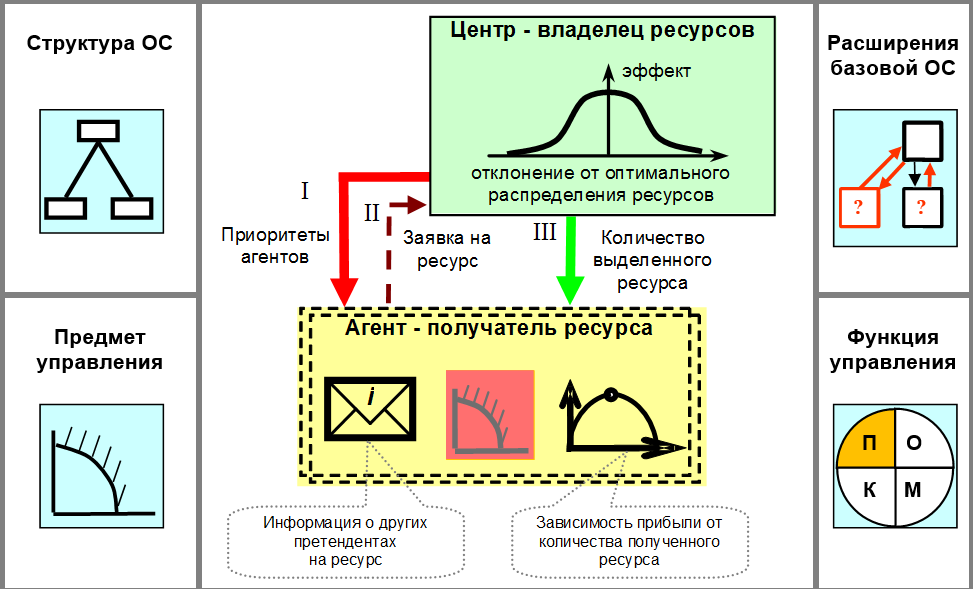 Структура ОС
Предмет
управления
Центр - владелец ресурсов
эффект
отклонение от оптимального
распределения ресурсов
I
II
III
Приоритеты
агентов
Заявка на
ресурс
Количество
выделенного
ресурса
Агент - получатель ресурса
i
Информация о других
претендентах
на ресурс
Зависимость прибыли от
количества полученного
ресурса
Расширения
базовой ОС
?
?
Функция
управления
П
О
К
М